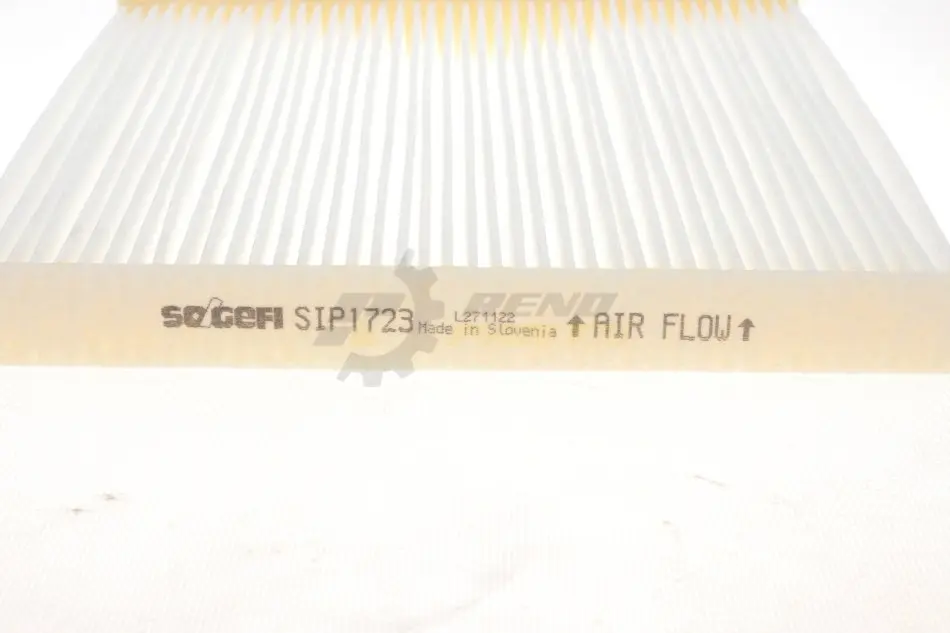 SOGEFI SIP1723 L271122
Made in Slovenia ↑ AIR FLOW ↑